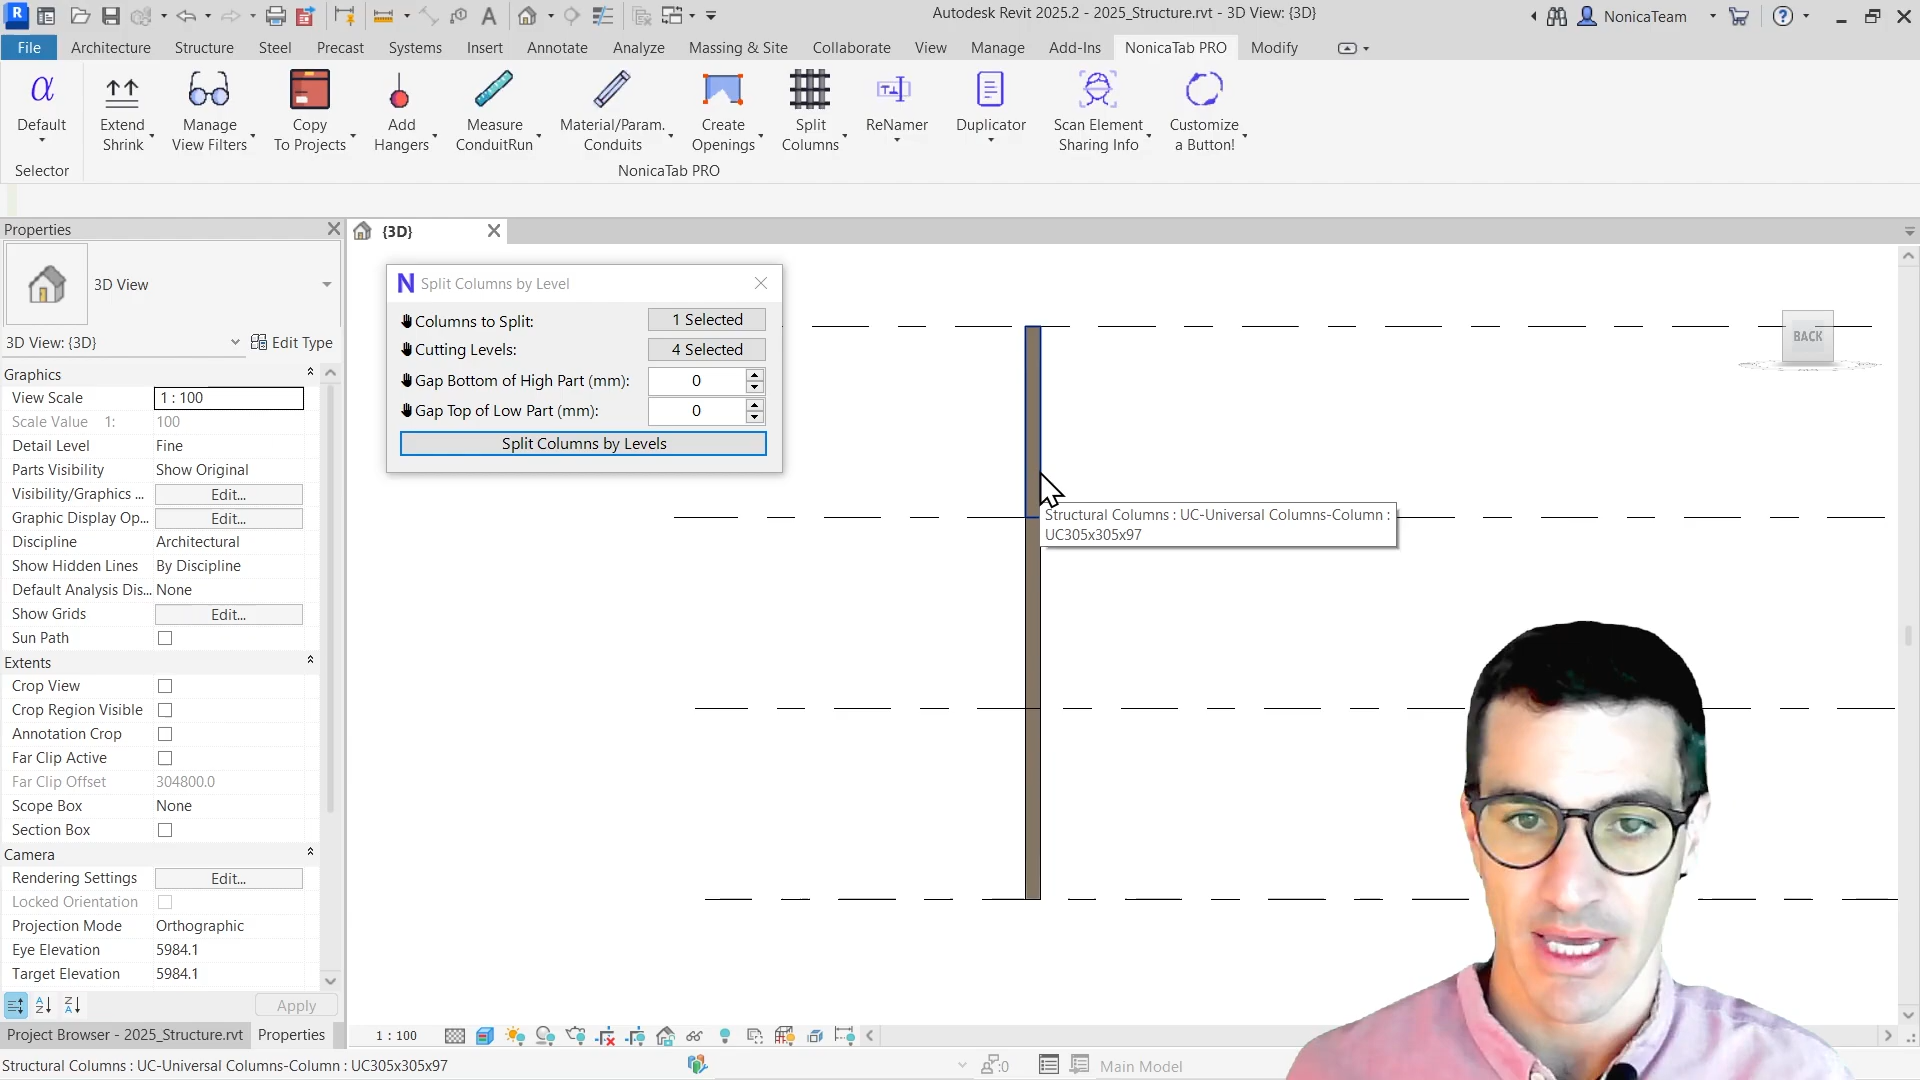 Autodesk Revit 2025.2 - 2025_Structure.rvt - 3D View: {3D}
NonicaTeam
File Architecture Structure Steel Precast Systems Insert Annotate Analyze Massing & Site Collaborate View Manage Add-Ins NonicaTab PRO Modify
Default
Extend
Shrink
Manage
View Filters
Copy
To Projects
Add
Hangers
Measure
ConduitRun
Material/Param.
Conduits
Create
Openings
Split
Columns
ReNamer
Duplicator
Scan Element
Sharing Info
Customize
a Button!
Selector
NonicaTab PRO
Properties
{3D}
3D View
3D View: {3D} Edit Type
Graphics
View Scale 1 : 100
Scale Value 1: 100
Detail Level Fine
Parts Visibility Show Original
Visibility/Graphics ... Edit...
Graphic Display Op... Edit...
Discipline Architectural
Show Hidden Lines By Discipline
Default Analysis Dis... None
Show Grids Edit...
Sun Path
Extents
Crop View
Crop Region Visible
Annotation Crop
Far Clip Active
Far Clip Offset 304800.0
Scope Box None
Section Box
Camera
Rendering Settings Edit...
Locked Orientation
Projection Mode Orthographic
Eye Elevation 5984.1
Target Elevation 5984.1
Apply
Project Browser - 2025_Structure.rvt Properties
N Split Columns by Level
Columns to Split: 1 Selected
Cutting Levels: 4 Selected
Gap Bottom of High Part (mm): 0
Gap Top of Low Part (mm): 0
Split Columns by Levels
BACK
Structural Columns : UC-Universal Columns-Column :
UC305x305x97
1 : 100
Structural Columns : UC-Universal Columns-Column : UC305x305x97
:0
Main Model